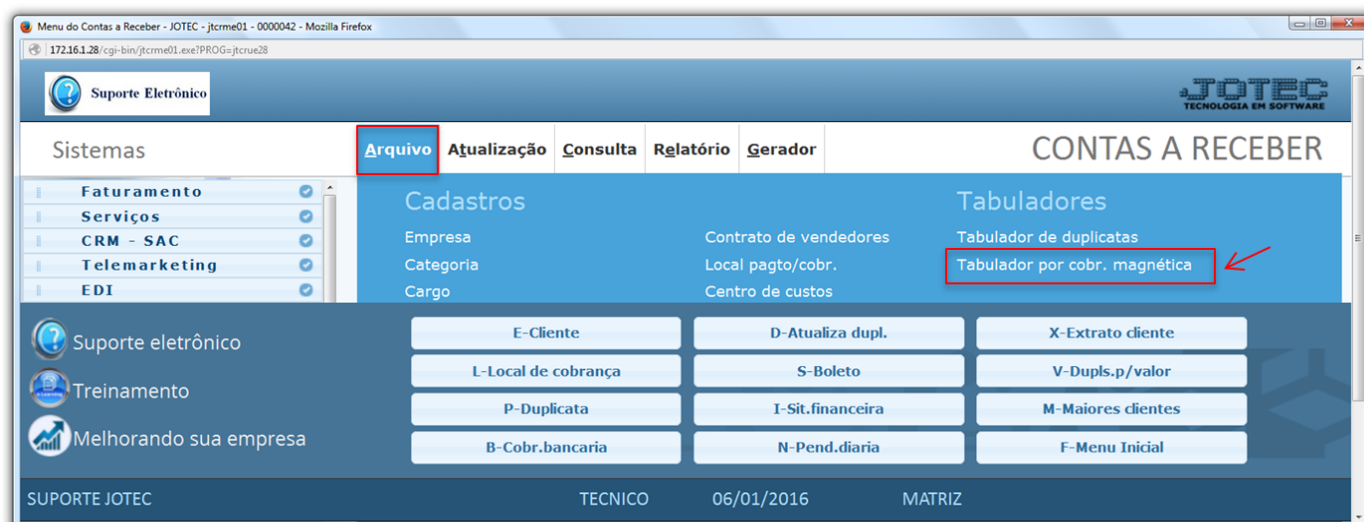 Menu do Contas a Receber - JOTEC - jtcrme01 - 0000042 - Mozilla Firefox
172.16.1.28/cgi-bin/jtcrme01.exe?PROG=jtcrue28
Suporte Eletrônico
JOTEC
TECNOLOGIA EM SOFTWARE
Sistemas
Arquivo Atualização Consulta Relatório Gerador
CONTAS A RECEBER
Faturamento
Serviços
CRM - SAC
Telemarketing
EDI
Cadastros
Empresa
Categoria
Cargo
Contrato de vendedores
Local pagto/cobr.
Centro de custos
Tabuladores
Tabulador de duplicatas
Tabulador por cobr. magnética
Suporte eletrônico
Treinamento
Melhorando sua empresa
E-Cliente D-Atualiza dupl. X-Extrato cliente
L-Local de cobrança S-Boleto V-Dupls.p/valor
P-Duplicata I-Sit.financeira M-Maiores clientes
B-Cobr.bancaria N-Pend.diaria F-Menu Inicial
SUPORTE JOTEC TECNICO 06/01/2016 MATRIZ